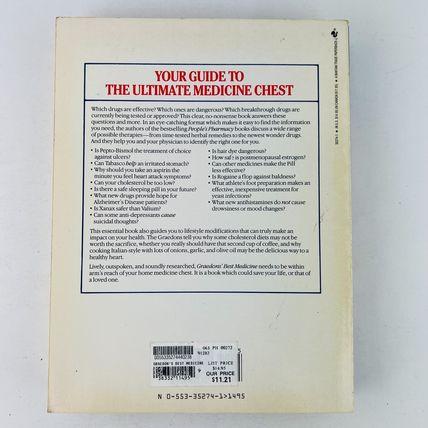 YOUR GUIDE TO
THE ULTIMATE MEDICINE CHEST
Which drugs are effective? Which ones are dangerous? Which breakthrough drugs are
currently being tested or approved? This clear, no-nonsense book answers these
questions and more. In an eye-catching format which makes it easy to find the information
you need, the authors of the bestselling People's Pharmacy books discuss a wide range
of possible therapies—from time-tested herbal remedies to the newest wonder drugs.
And they help you and your physician to identify the right one for you.
• Is Pepto-Bismol the treatment of choice
against ulcers?
• Can Tabasco help an irritated stomach?
• Why should you take an aspirin the
minute you feel heart attack symptoms?
• Can your cholesterol be too low?
• Is there a safe sleeping pill in your future?
• What new drugs provide hope for
Alzheimer's Disease patients?
• Is Xanax safer than Valium?
• Can some anti-depressants cause
suicidal thoughts?
• Is hair dye dangerous?
• How safe is postmenopausal estrogen?
• Can other medicines make the Pill
less effective?
• Is Rogaine a flop against baldness?
• What athlete's foot preparation makes an
effective, inexpensive treatment for
yeast infections?
• What new antihistamines do not cause
drowsiness or mood changes?
This essential book also guides you to lifestyle modifications that can truly make an
impact on your health. The Graedons tell you why some cholesterol diets may not be
worth the sacrifice, whether you really should have that second cup of coffee, and why
cooking Italian-style with lots of onions, garlic, and olive oil may be the delicious way to a
healthy heart.
Lively, outspoken, and soundly researched, Graedons' Best Medicine needs to be within
arm's reach of your home medicine chest. It is a book which could save your life, or that of
a loved one.
063 PH 00273
GRAEDON'S BEST MEDICINE LIST PRICE
$14.95
OUR PRICE
$11.21
N 0-553-35274-1>1495